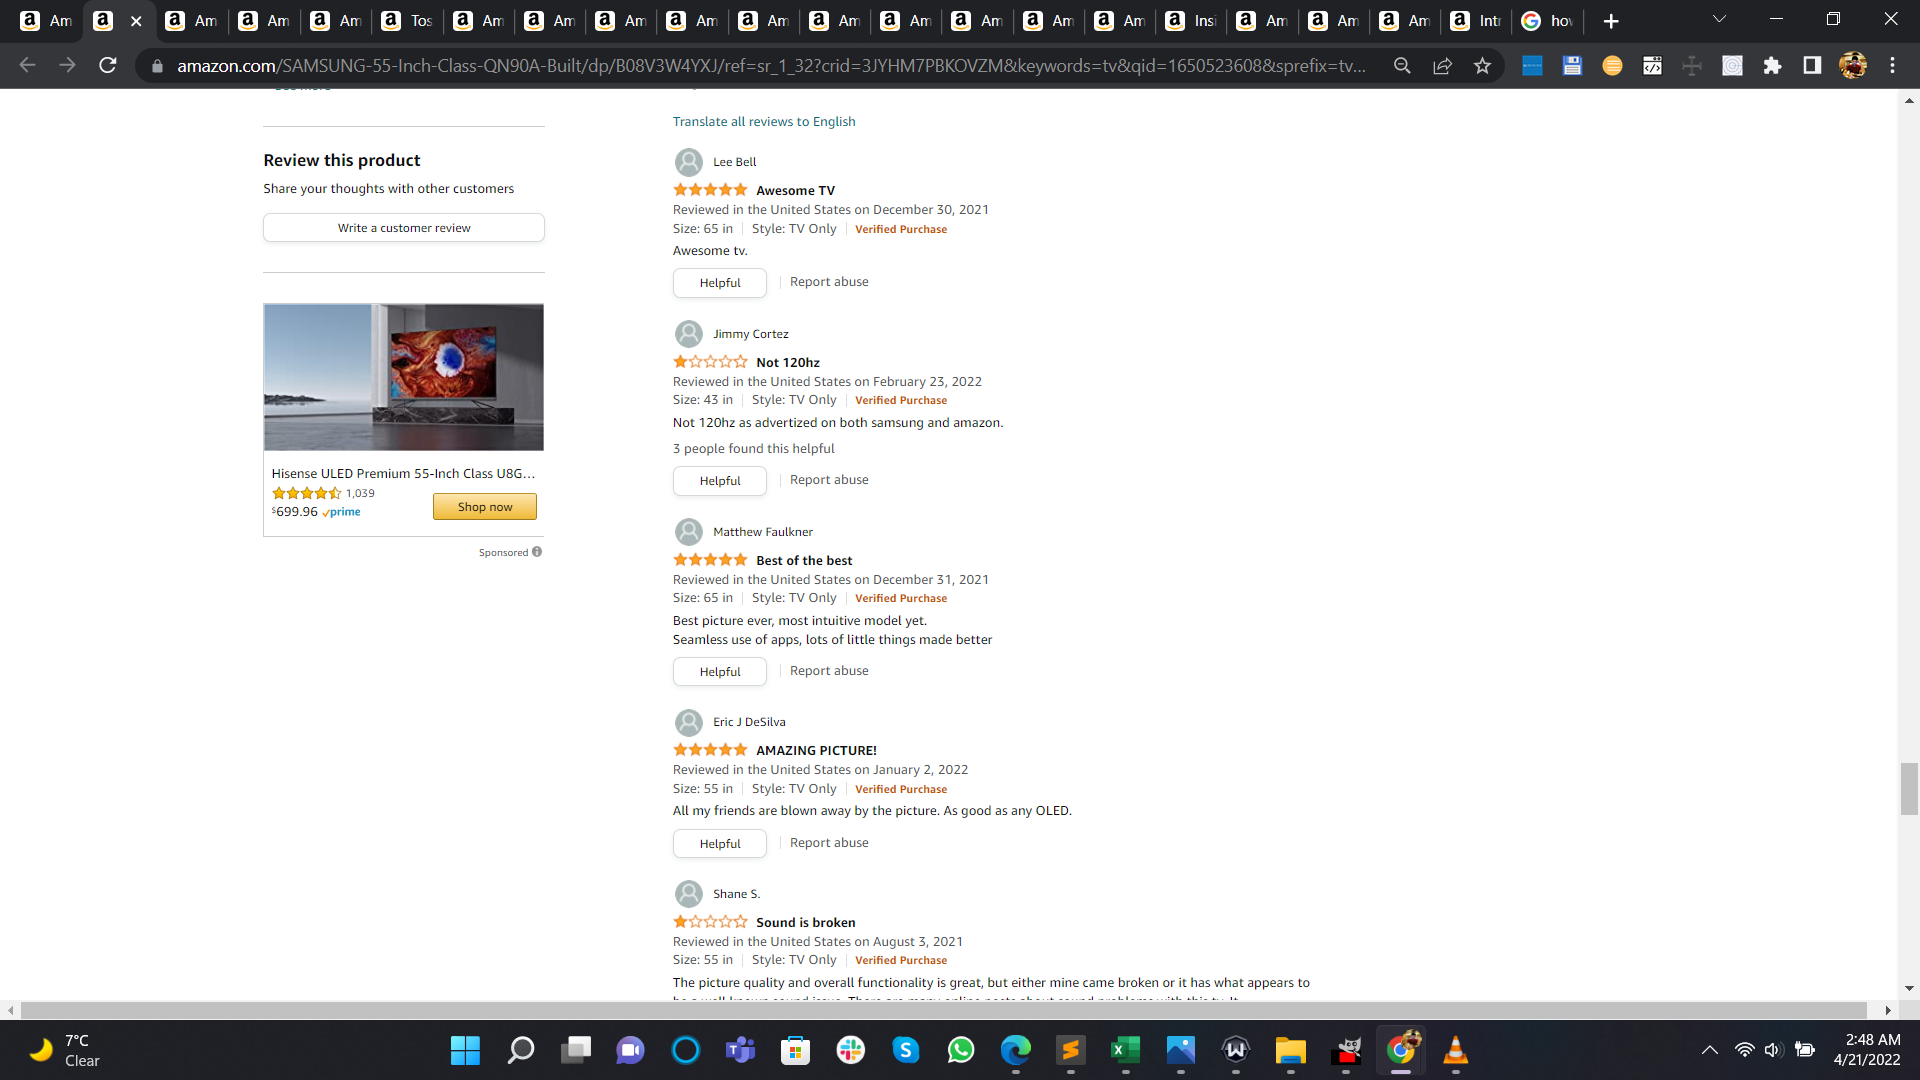 Am
Am
Am
Am
Am
Tos
Am
Am
Am
Am
Am
Am
Am
Am
Am
Am
Insi
Am
Am
Am
Intr
how
amazon.com/SAMSUNG-55-Inch-Class-QN90A-Built/dp/B08V3W4YXJ/ref=sr_1_32?crid=3JYHM7PBKOVZM&keywords=tv&qid=1650523608&sprefix=tv...
Review this product
Share your thoughts with other customers
Write a customer review
Hisense ULED Premium 55-Inch Class U8G...
1,039
$699.96 prime
Shop now
Sponsored
Translate all reviews to English
Lee Bell
Awesome TV
Reviewed in the United States on December 30, 2021
Size: 65 in | Style: TV Only | Verified Purchase
Awesome tv.
Helpful | Report abuse
Jimmy Cortez
Not 120hz
Reviewed in the United States on February 23, 2022
Size: 43 in | Style: TV Only | Verified Purchase
Not 120hz as advertized on both samsung and amazon.
3 people found this helpful
Helpful | Report abuse
Matthew Faulkner
Best of the best
Reviewed in the United States on December 31, 2021
Size: 65 in | Style: TV Only | Verified Purchase
Best picture ever, most intuitive model yet.
Seamless use of apps, lots of little things made better
Helpful | Report abuse
Eric J DeSilva
AMAZING PICTURE!
Reviewed in the United States on January 2, 2022
Size: 55 in | Style: TV Only | Verified Purchase
All my friends are blown away by the picture. As good as any OLED.
Helpful | Report abuse
Shane S.
Sound is broken
Reviewed in the United States on August 3, 2021
Size: 55 in | Style: TV Only | Verified Purchase
The picture quality and overall functionality is great, but either mine came broken or it has what appears to
7°C
Clear
2:48 AM
4/21/2022